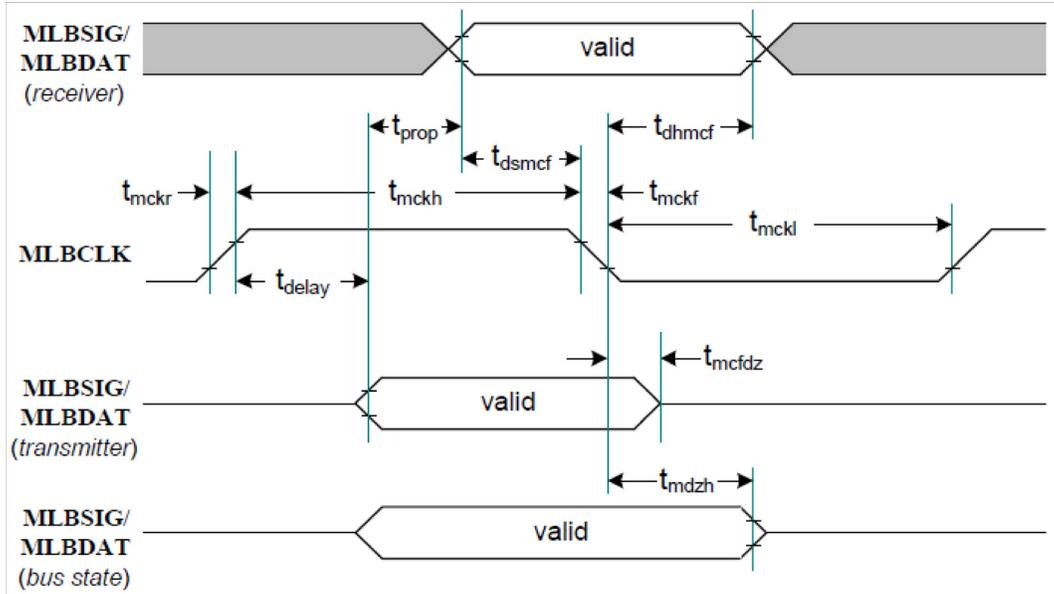 MLBSIG/
MLBDAT
(receiver)
valid
tprop
tdhmcf
tdsmcf
tmckr
tmckh
tmckf
tmckl
MLBCLK
tdelay
tmcfdz
MLBSIG/
MLBDAT
(transmitter)
valid
tmdzh
MLBSIG/
MLBDAT
(bus state)
valid